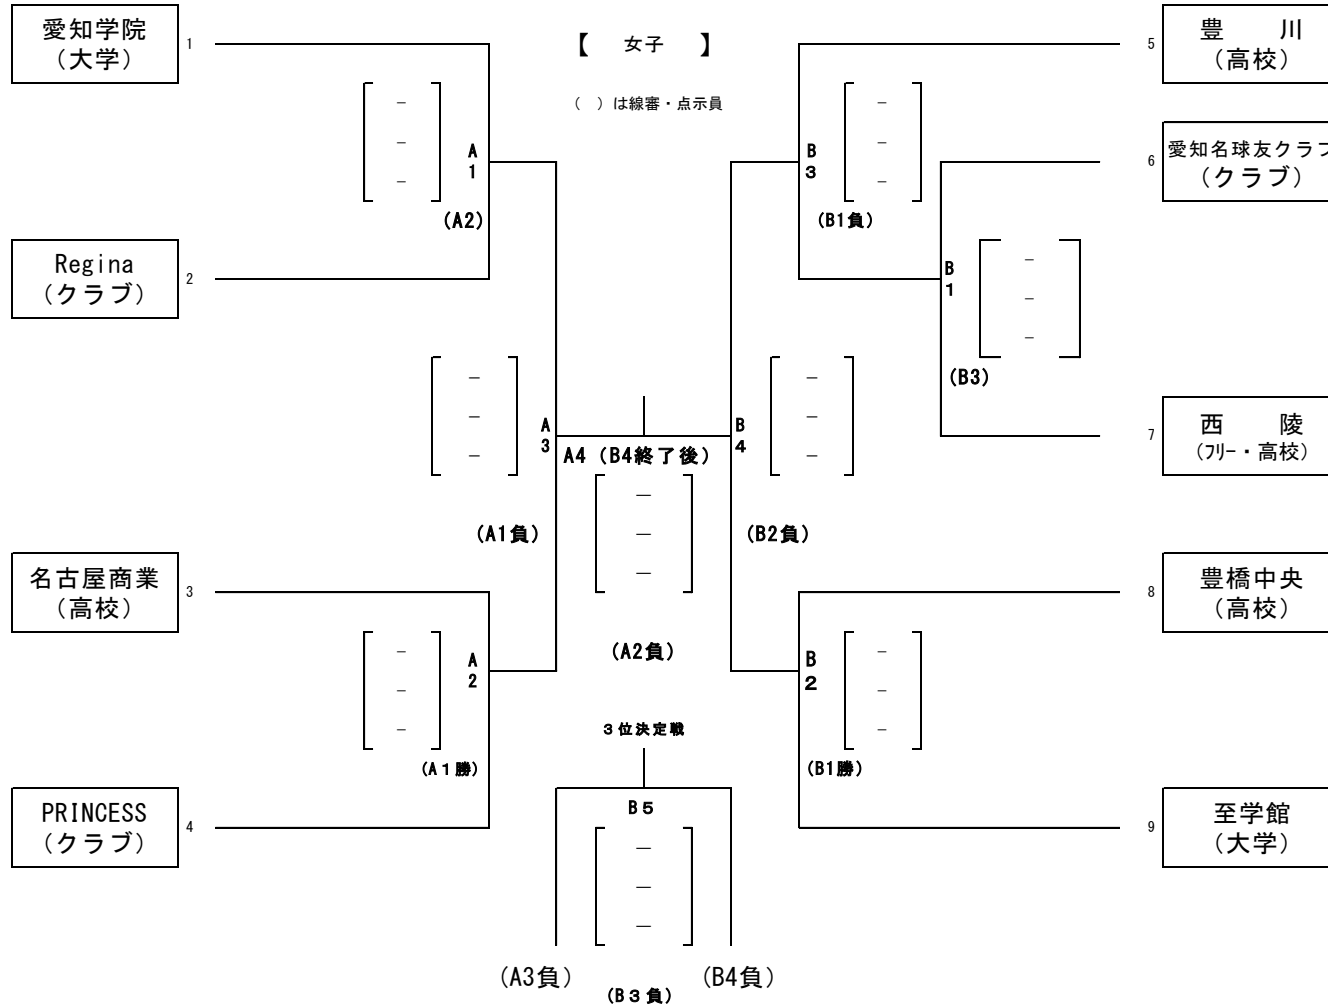 【 女子 】
（ ）は線審・点示員
愛知学院
（大学）
1
Regina
（クラブ）
2
名古屋商業
（高校）
3
PRINCESS
（クラブ）
4
豊 川
（高校）
5
愛知名球友クラブ
（クラブ）
6
西 陵
（フリー・高校）
7
豊橋中央
（高校）
8
至学館
（大学）
9
A
1
－
－
－
(A2)
A
2
－
－
－
(A１勝)
A
3
－
－
－
(A1負)
A4（B4終了後）
－
－
－
(A2負)
B
3
－
－
－
(B1負)
B
1
－
－
－
(B3)
B
4
－
－
－
(B2負)
B
2
－
－
－
(B1勝)
３位決定戦
B５
－
－
－
(A3負)
(B4負)
(B３負)